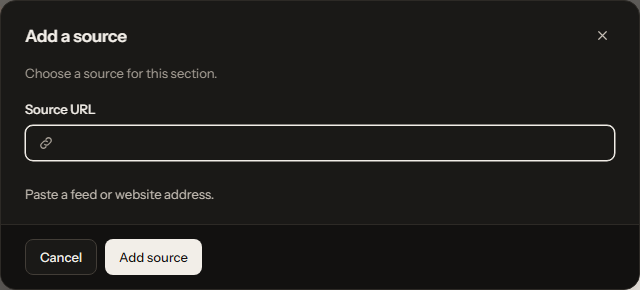 Add a source
Choose a source for this section.
Source URL
Paste a feed or website address.
Cancel
Add source